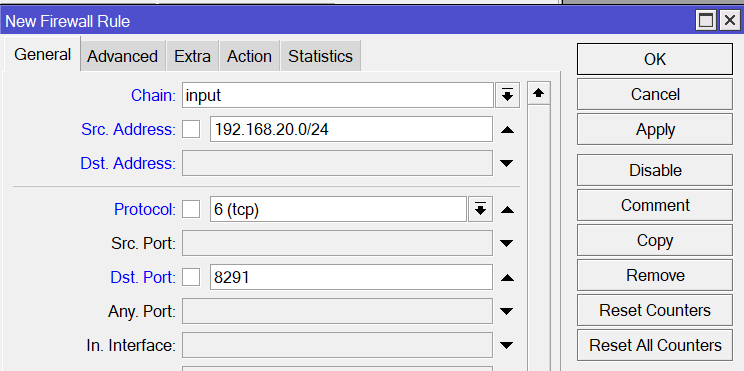 New Firewall Rule
General Advanced Extra Action Statistics
Chain: input
Src. Address: 192.168.20.0/24
Dst. Address:
Protocol: 6 (tcp)
Src. Port:
Dst. Port: 8291
Any. Port:
In. Interface:
OK
Cancel
Apply
Disable
Comment
Copy
Remove
Reset Counters
Reset All Counters